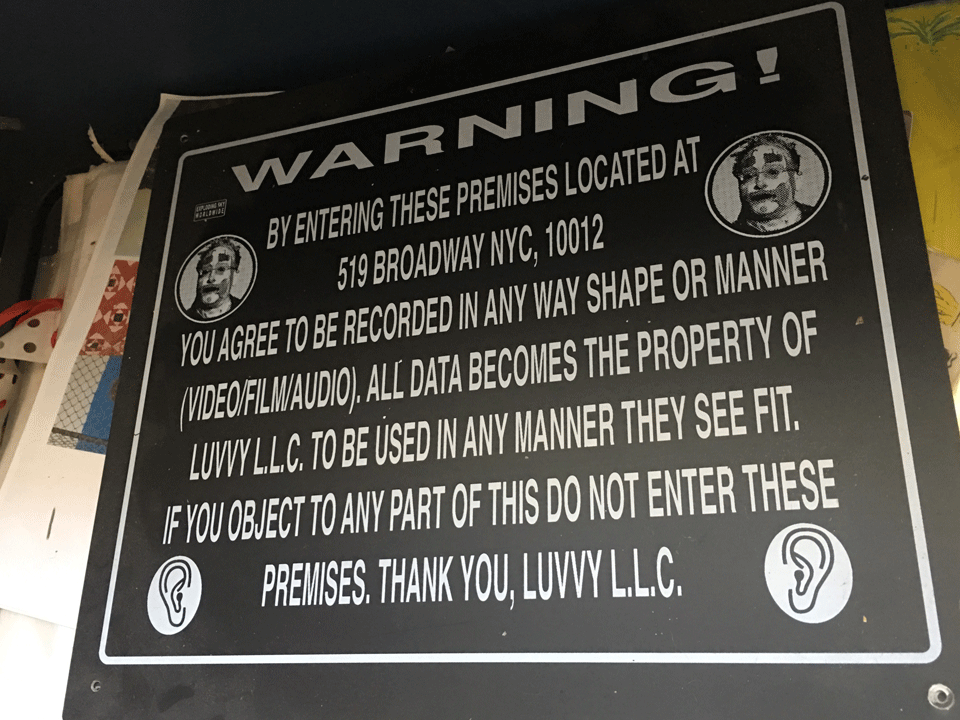 WARNING!
BY ENTERING THESE PREMISES LOCATED AT
519 BROADWAY NYC, 10012
YOU AGREE TO BE RECORDED IN ANY WAY SHAPE OR MANNER
(VIDEO/FILM/AUDIO). ALL DATA BECOMES THE PROPERTY OF
LUVVY L.L.C. TO BE USED IN ANY MANNER THEY SEE FIT.
IF YOU OBJECT TO ANY PART OF THIS DO NOT ENTER THESE
PREMISES. THANK YOU, LUVVY L.L.C.
EXPLODING SKY
WORLDWIDE